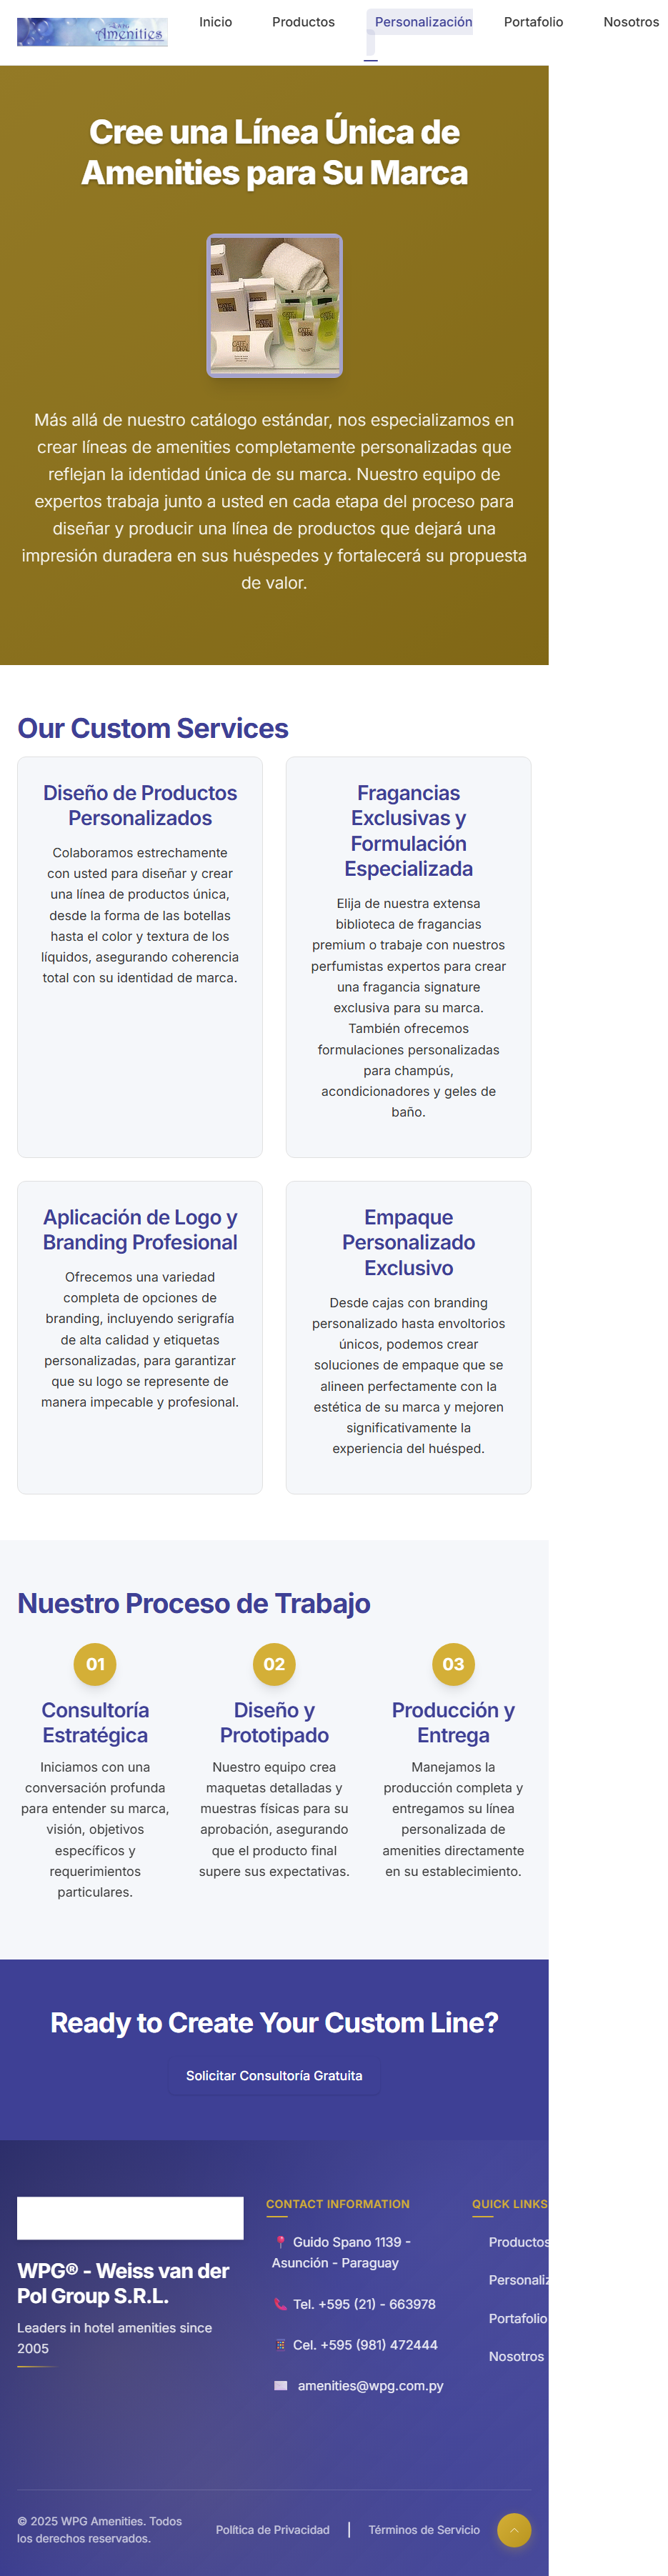 Amenities
Inicio
Productos
Personalización
Portafolio
Nosotros
Cree una Línea Única de
Amenities para Su Marca
Más allá de nuestro catálogo estándar, nos especializamos en
crear líneas de amenities completamente personalizadas que
reflejan la identidad única de su marca. Nuestro equipo de
expertos trabaja junto a usted en cada etapa del proceso para
diseñar y producir una línea de productos que dejará una
impresión duradera en sus huéspedes y fortalecerá su propuesta
de valor.
Our Custom Services
Diseño de Productos
Personalizados
Colaboramos estrechamente
con usted para diseñar y crear
una línea de productos única,
desde la forma de las botellas
hasta el color y textura de los
líquidos, asegurando coherencia
total con su identidad de marca.
Fragancias
Exclusivas y
Formulación
Especializada
Elija de nuestra extensa
biblioteca de fragancias
premium o trabaje con nuestros
perfumistas expertos para crear
una fragancia signature
exclusiva para su marca.
También ofrecemos
formulaciones personalizadas
para champús,
acondicionadores y geles de
baño.
Aplicación de Logo y
Branding Profesional
Ofrecemos una variedad
completa de opciones de
branding, incluyendo serigrafía
de alta calidad y etiquetas
personalizadas, para garantizar
que su logo se represente de
manera impecable y profesional.
Empaque
Personalizado
Exclusivo
Desde cajas con branding
personalizado hasta envoltorios
únicos, podemos crear
soluciones de empaque que se
alineen perfectamente con la
estética de su marca y mejoren
significativamente la
experiencia del huésped.
Nuestro Proceso de Trabajo
01
Consultoría
Estratégica
Iniciamos con una
conversación profunda
para entender su marca,
visión, objetivos
específicos y
requerimientos
particulares.
02
Diseño y
Prototipado
Nuestro equipo crea
maquetas detalladas y
muestras físicas para su
aprobación, asegurando
que el producto final
supere sus expectativas.
03
Producción y
Entrega
Manejamos la
producción completa y
entregamos su línea
personalizada de
amenities directamente
en su establecimiento.
Ready to Create Your Custom Line?
Solicitar Consultoría Gratuita
WPG® - Weiss van der
Pol Group S.R.L.
Leaders in hotel amenities since
2005
CONTACT INFORMATION
Guido Spano 1139 -
Asunción - Paraguay
Tel. +595 (21) - 663978
Cel. +595 (981) 472444
amenities@wpg.com.py
QUICK LINKS
Productos
Personaliz
Portafolio
Nosotros
© 2025 WPG Amenities. Todos
los derechos reservados.
Política de Privacidad
|
Términos de Servicio